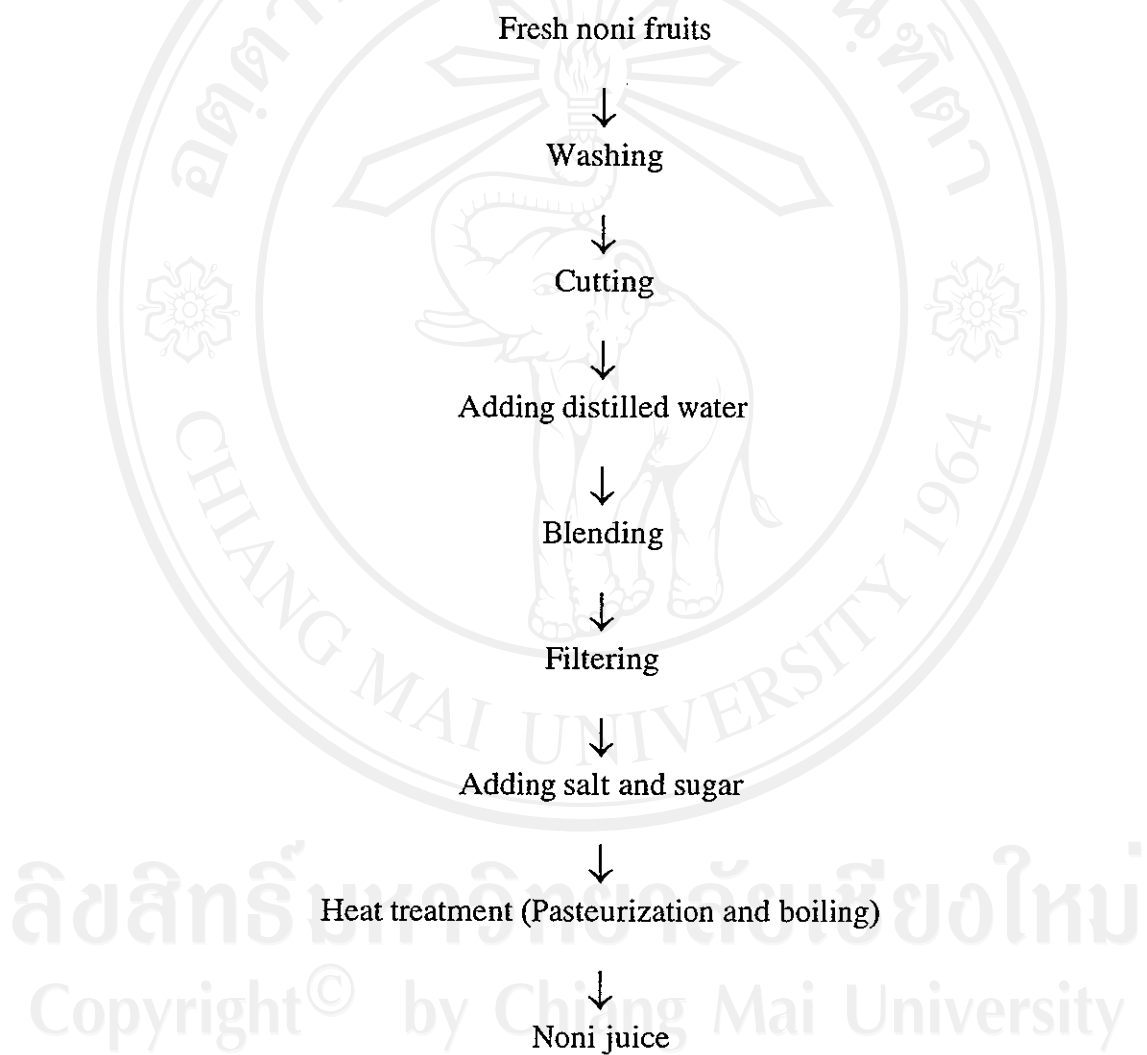 Fresh noni fruits
↓
Washing
↓
Cutting
↓
Adding distilled water
↓
Blending
↓
Filtering
↓
Adding salt and sugar
↓
Heat treatment (Pasteurization and boiling)
↓
Noni juice
CHIANG MAI UNIVERSITY 1964
ลิขสิทธิ์มหาวิทยาลัยเชียงใหม่
Copyright© by Chiang Mai University